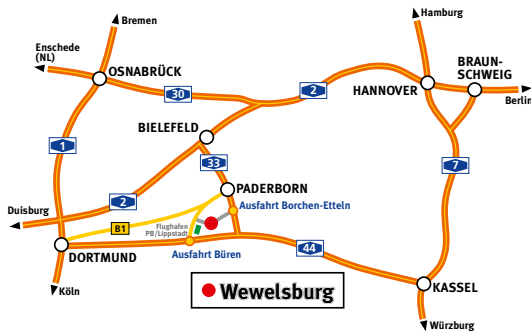 Bremen
Hamburg
Enschede
(NL)
OSNABRÜCK
BRAUN-
SCHWEIG
HANNOVER
Berlin
30
2
BIELEFELD
1
33
7
2
PADERBORN
Ausfahrt Borchen-Etteln
Duisburg
B1
Flughafen
PB/Lippstadt
DORTMUND
Ausfahrt Büren
44
KASSEL
Köln
Wewelsburg
Würzburg